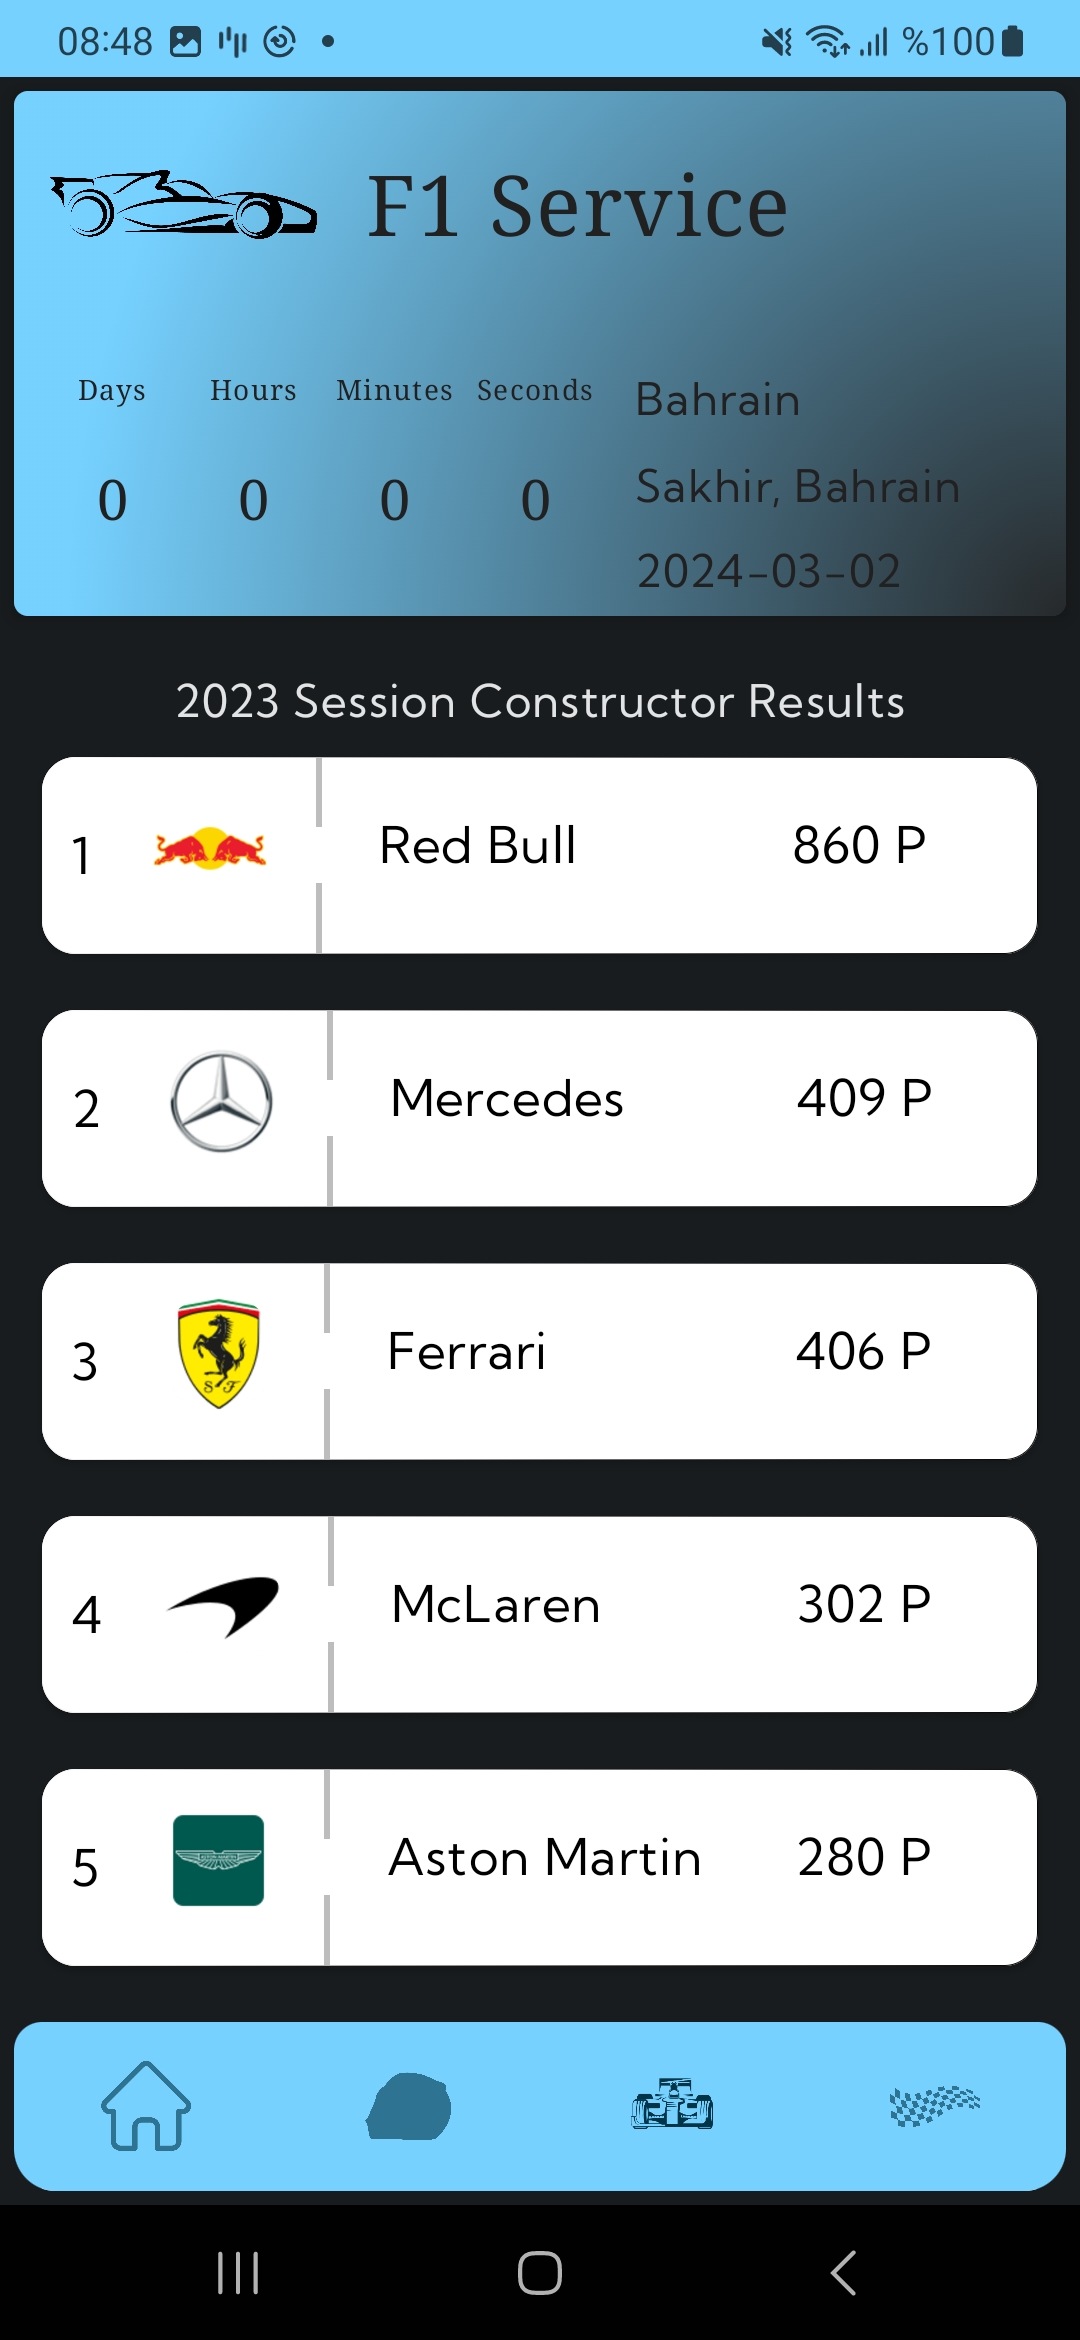 08:48 %100
F1 Service
Days Hours Minutes Seconds
0 0 0 0
Bahrain
Sakhir, Bahrain
2024-03-02
2023 Session Constructor Results
1 Red Bull 860 P
2 Mercedes 409 P
3 Ferrari 406 P
S F
4 McLaren 302 P
5 Aston Martin 280 P